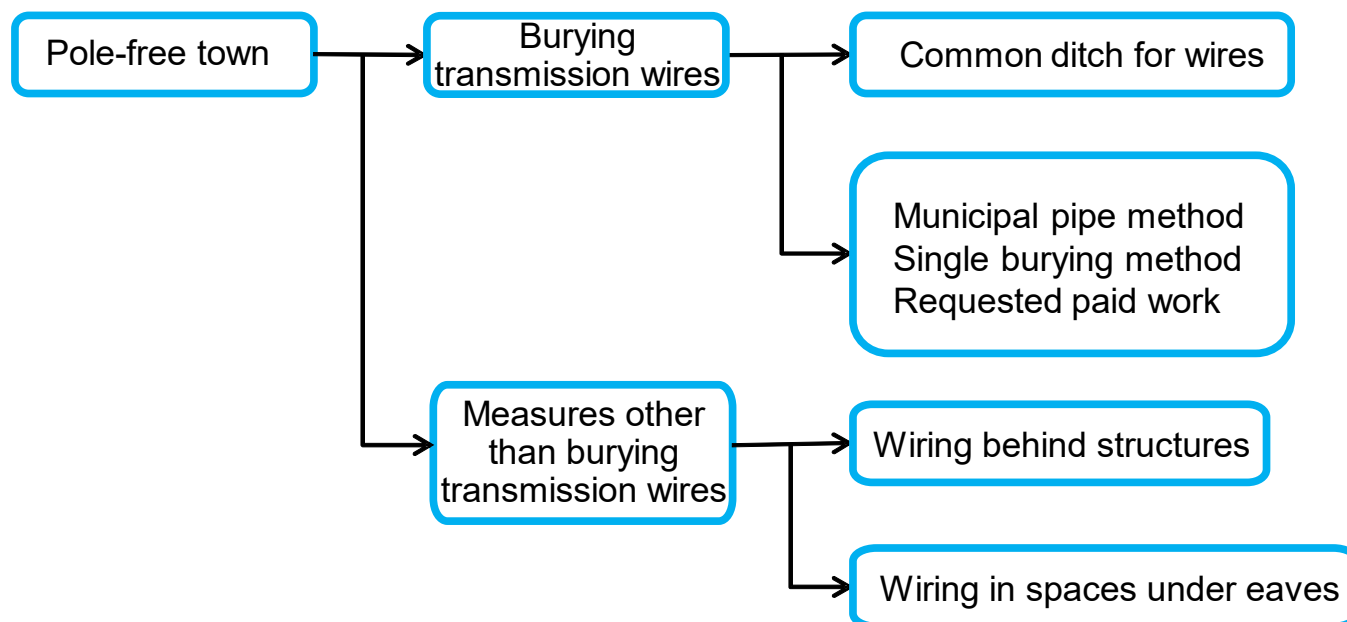 Pole-free town
Burying
transmission wires
Common ditch for wires
Municipal pipe method
Single burying method
Requested paid work
Measures other
than burying
transmission wires
Wiring behind structures
Wiring in spaces under eaves